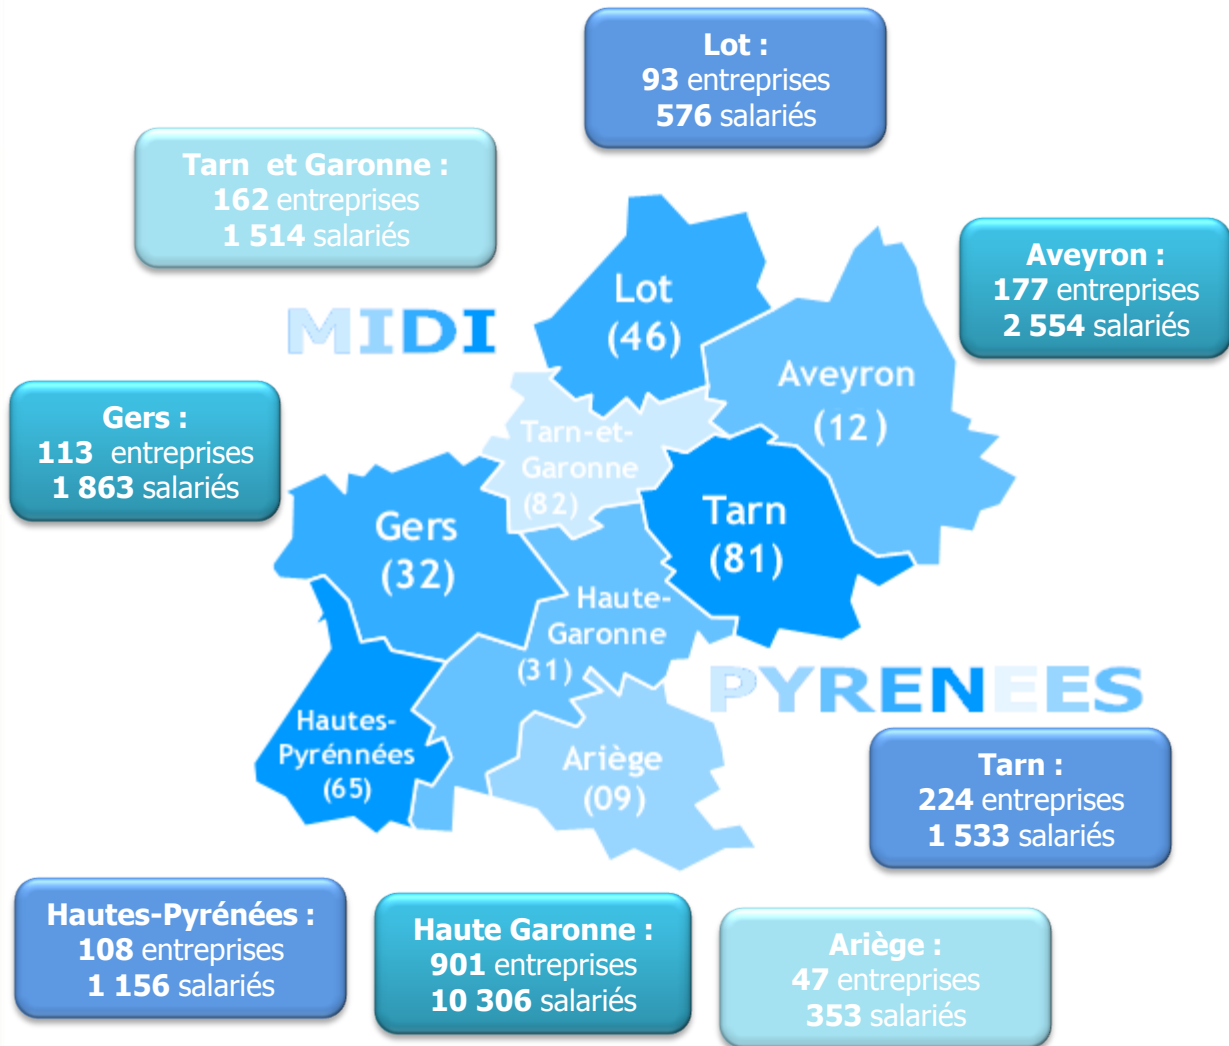 Lot :
93 entreprises
576 salariés
Tarn et Garonne :
162 entreprises
1 514 salariés
Aveyron :
177 entreprises
2 554 salariés
MIDI
Lot
(46)
Aveyron
(12)
Gers :
113 entreprises
1 863 salariés
Tarn-et-
Garonne
(82)
Gers
(32)
Tarn
(81)
Haute-
Garonne
(31)
PYRENEES
Hautes-
Pyrénnées
(65)
Ariège
(09)
Tarn :
224 entreprises
1 533 salariés
Hautes-Pyrénées :
108 entreprises
1 156 salariés
Haute Garonne :
901 entreprises
10 306 salariés
Ariège :
47 entreprises
353 salariés